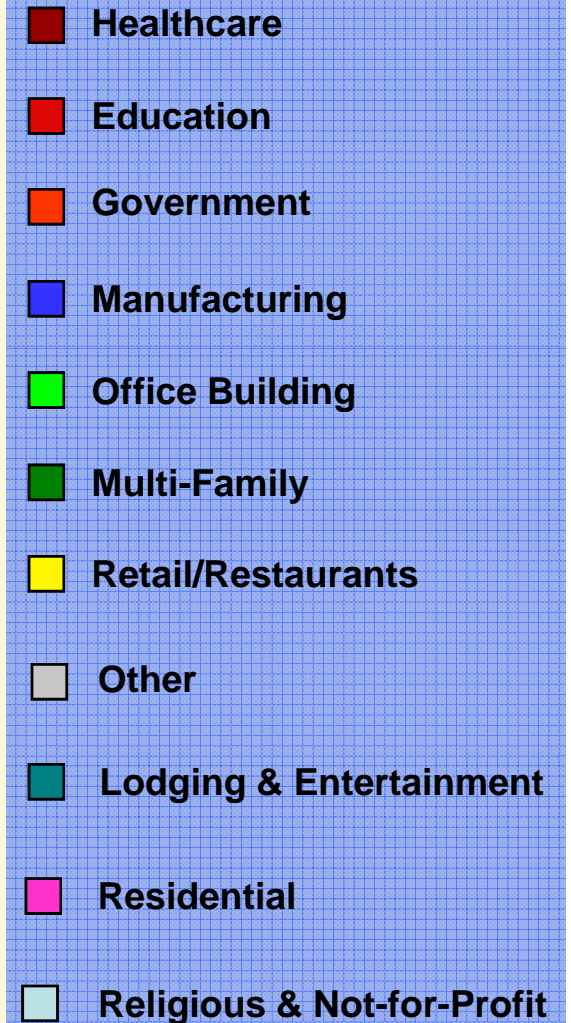 Healthcare
Education
Government
Manufacturing
Office Building
Multi-Family
Retail/Restaurants
Other
Lodging & Entertainment
Residential
Religious & Not-for-Profit